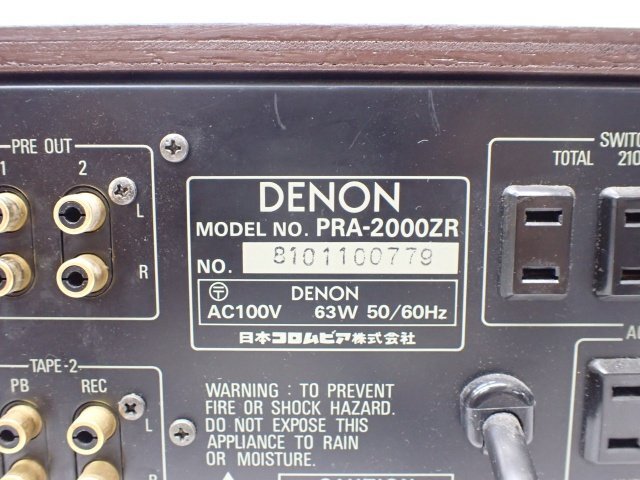 PRE OUT
1 2
L
R
DENON
MODEL NO. PRA-2000ZR
NO. 8101100779
〒 DENON
AC100V 63W 50/60Hz
日本コロムビア株式会社
SWITC
TOTAL 210
TAPE-2
PB REC
L
R
WARNING : TO PREVENT
FIRE OR SHOCK HAZARD.
DO NOT EXPOSE THIS
APPLIANCE TO RAIN
OR MOISTURE.
CAUTION